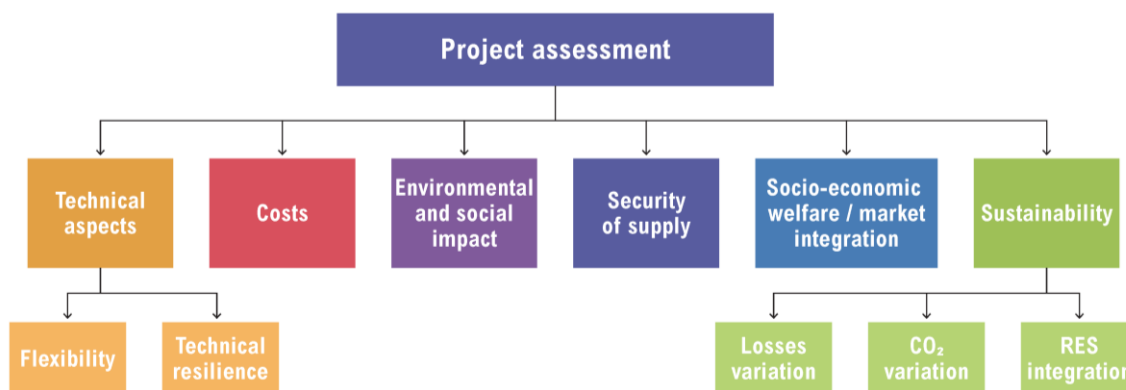 Project assessment
Technical
aspects
Costs
Environmental
and social
impact
Security
of supply
Socio-economic
welfare / market
integration
Sustainability
Flexibility
Technical
resilience
Losses
variation
CO₂
variation
RES
integration